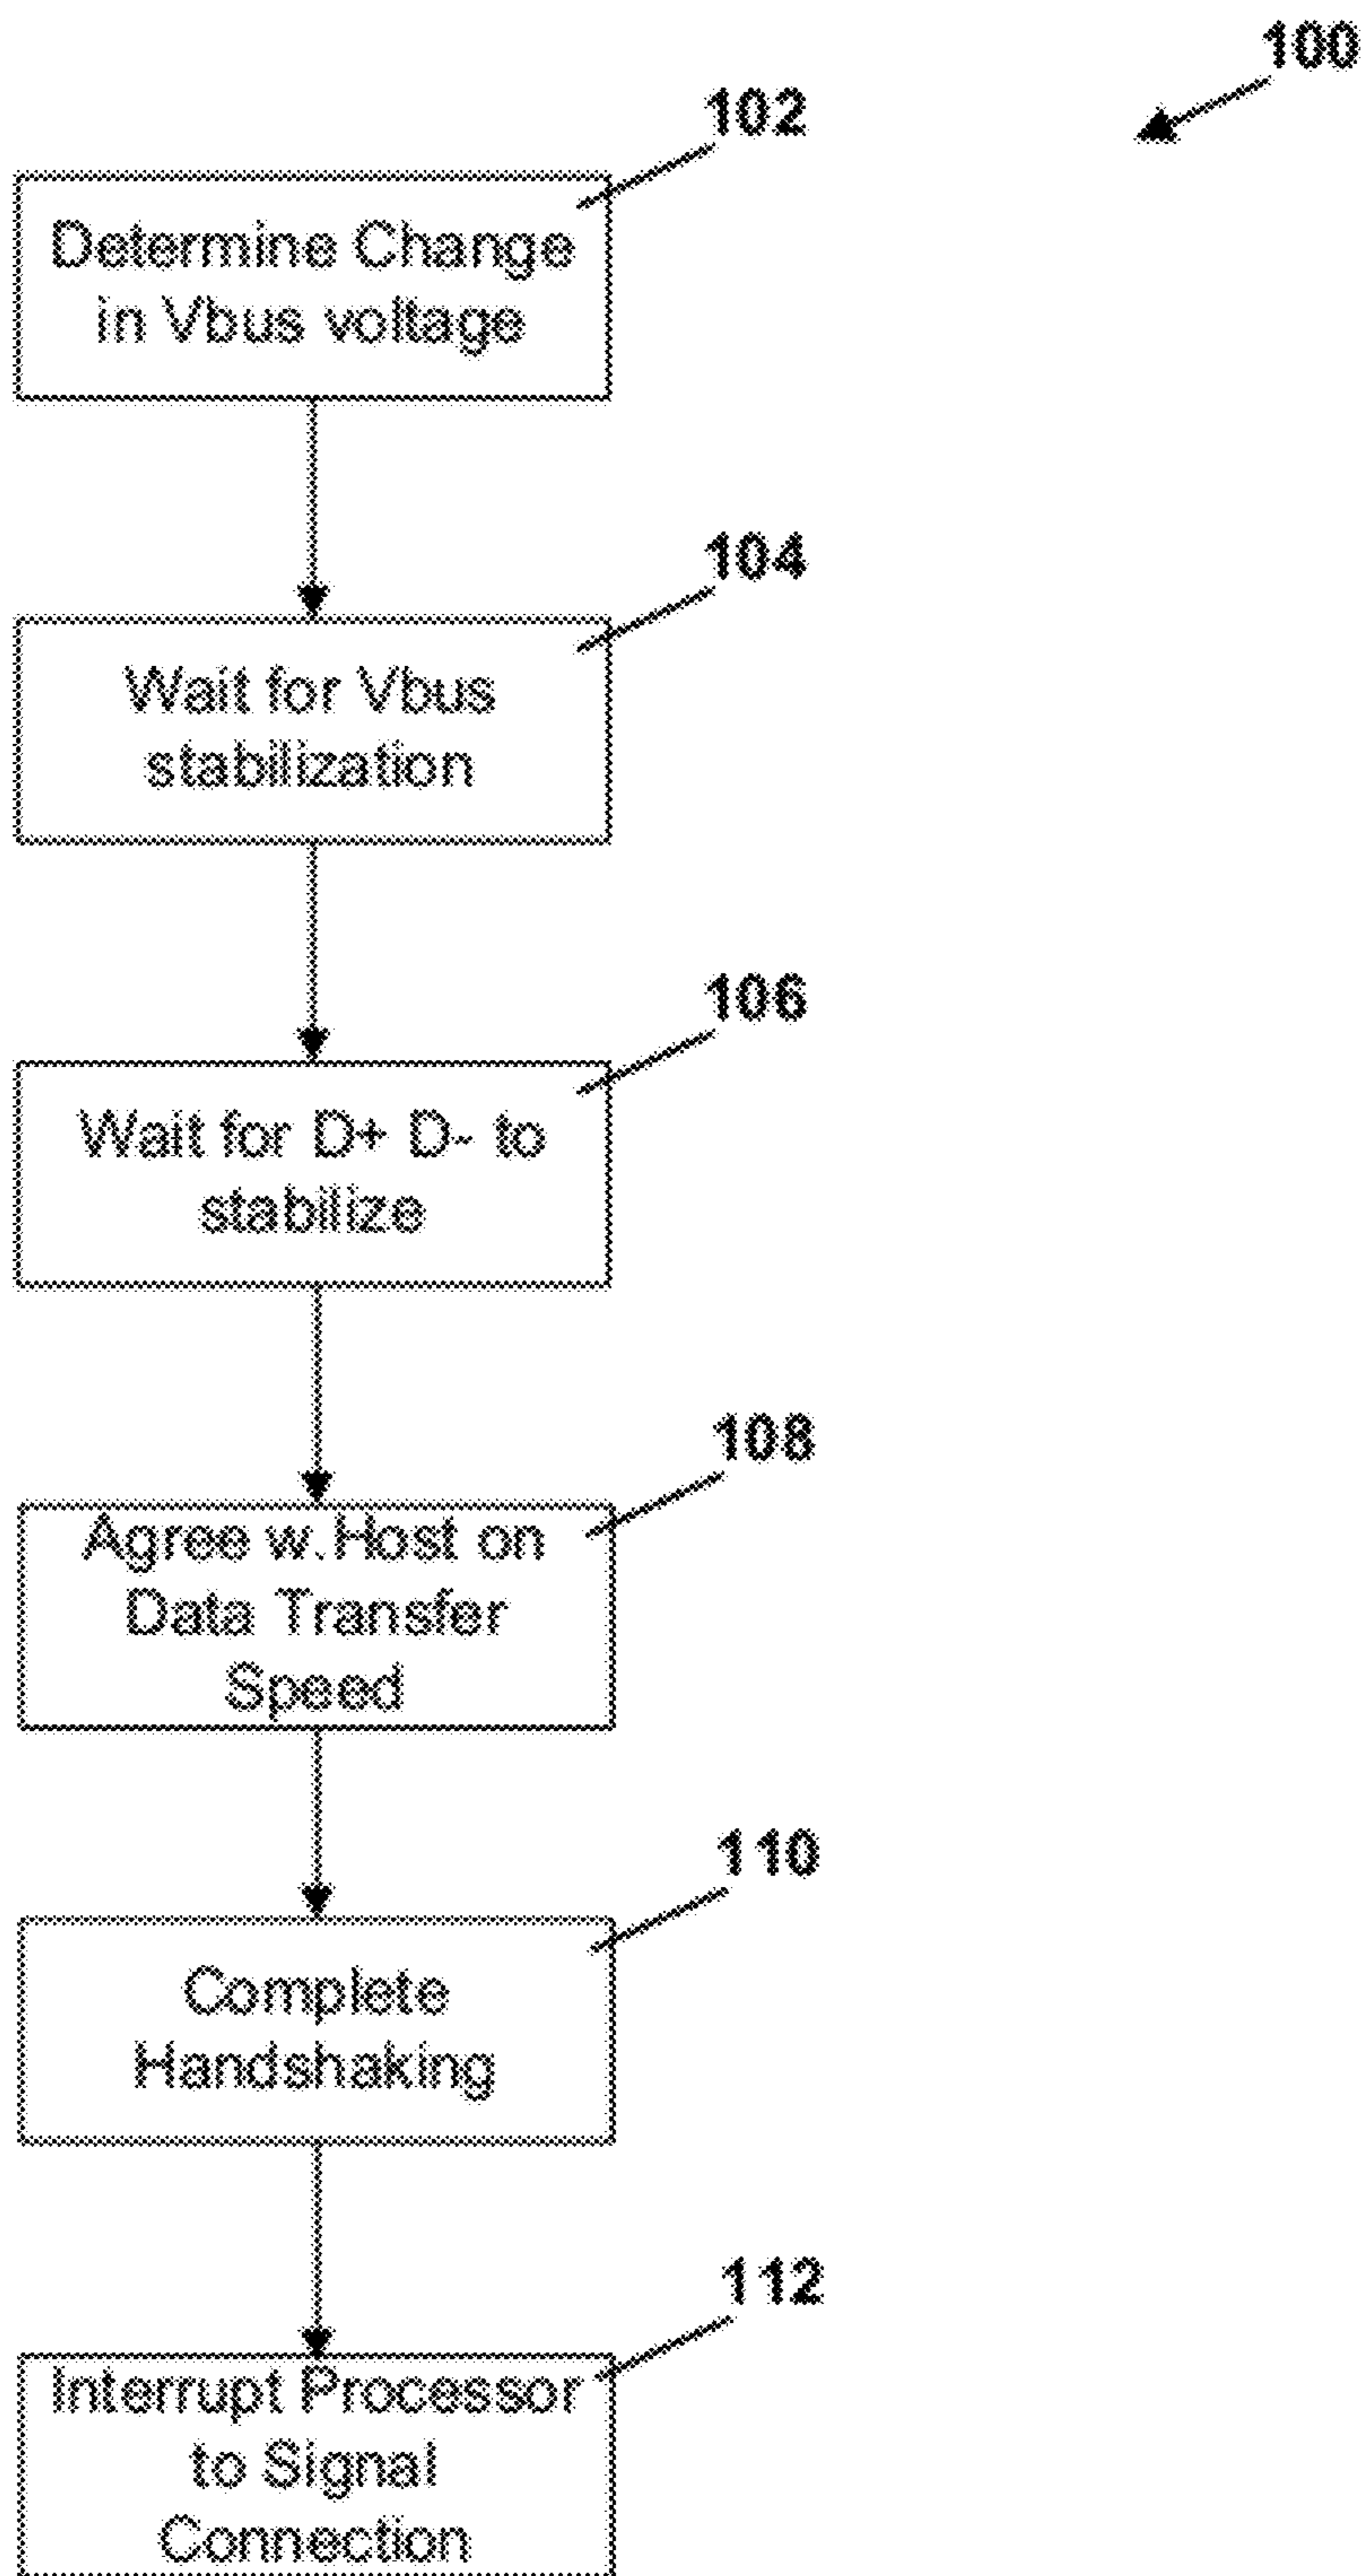 100
102
Determine Change
in Vbus voltage
104
Wait for Vbus
stabilization
106
Wait for D+ D- to
stabilize
108
Agree w. Host on
Data Transfer
Speed
110
Complete
Handshaking
112
Interrupt Processor
to Signal
Connection